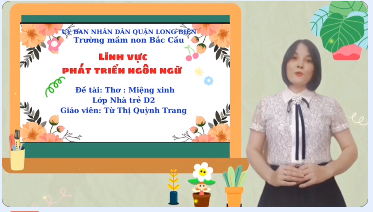 ỦY BAN NHÂN DÂN QUẬN LONG BIÊN
Trường mầm non Bắc Cầu
LĨNH VỰC
PHÁT TRIỂN NGÔN NGỮ
Đề tài: Thơ : Miệng xinh
Lớp Nhà trẻ D2
Giáo viên: Từ Thị Quỳnh Trang